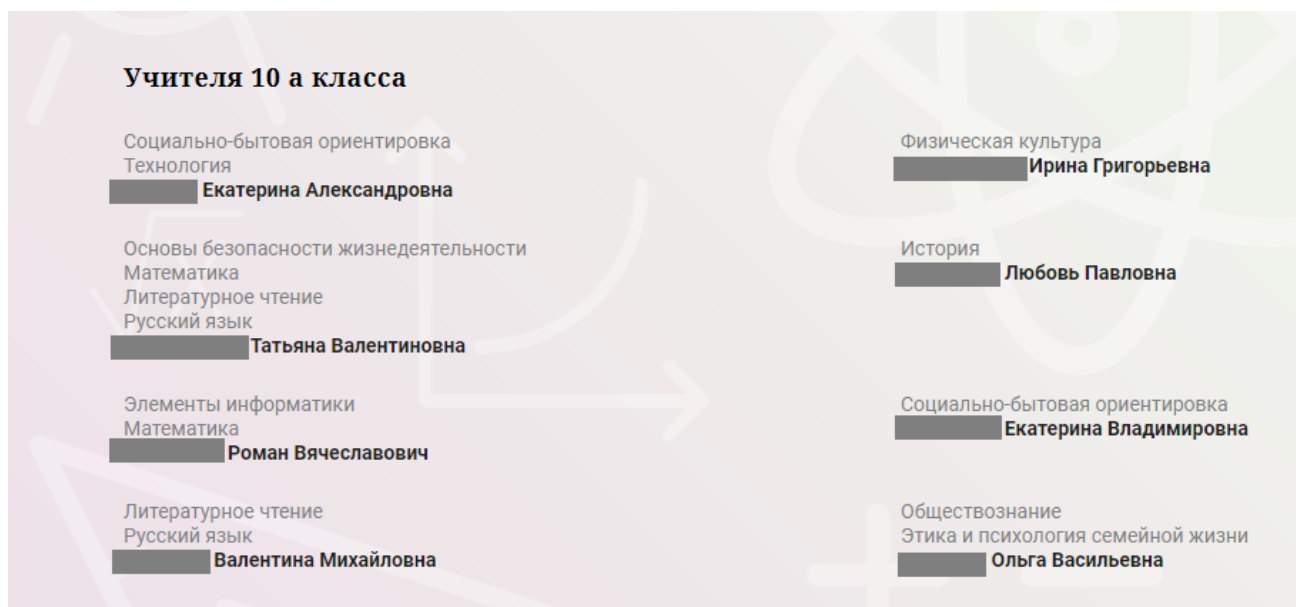 Учителя 10 а класса
Социально-бытовая ориентировка
Технология
Екатерина Александровна
Физическая культура
Ирина Григорьевна
Основы безопасности жизнедеятельности
Математика
Литературное чтение
Русский язык
Татьяна Валентиновна
История
Любовь Павловна
Элементы информатики
Математика
Роман Вячеславович
Социально-бытовая ориентировка
Екатерина Владимировна
Литературное чтение
Русский язык
Валентина Михайловна
Обществознание
Этика и психология семейной жизни
Ольга Васильевна